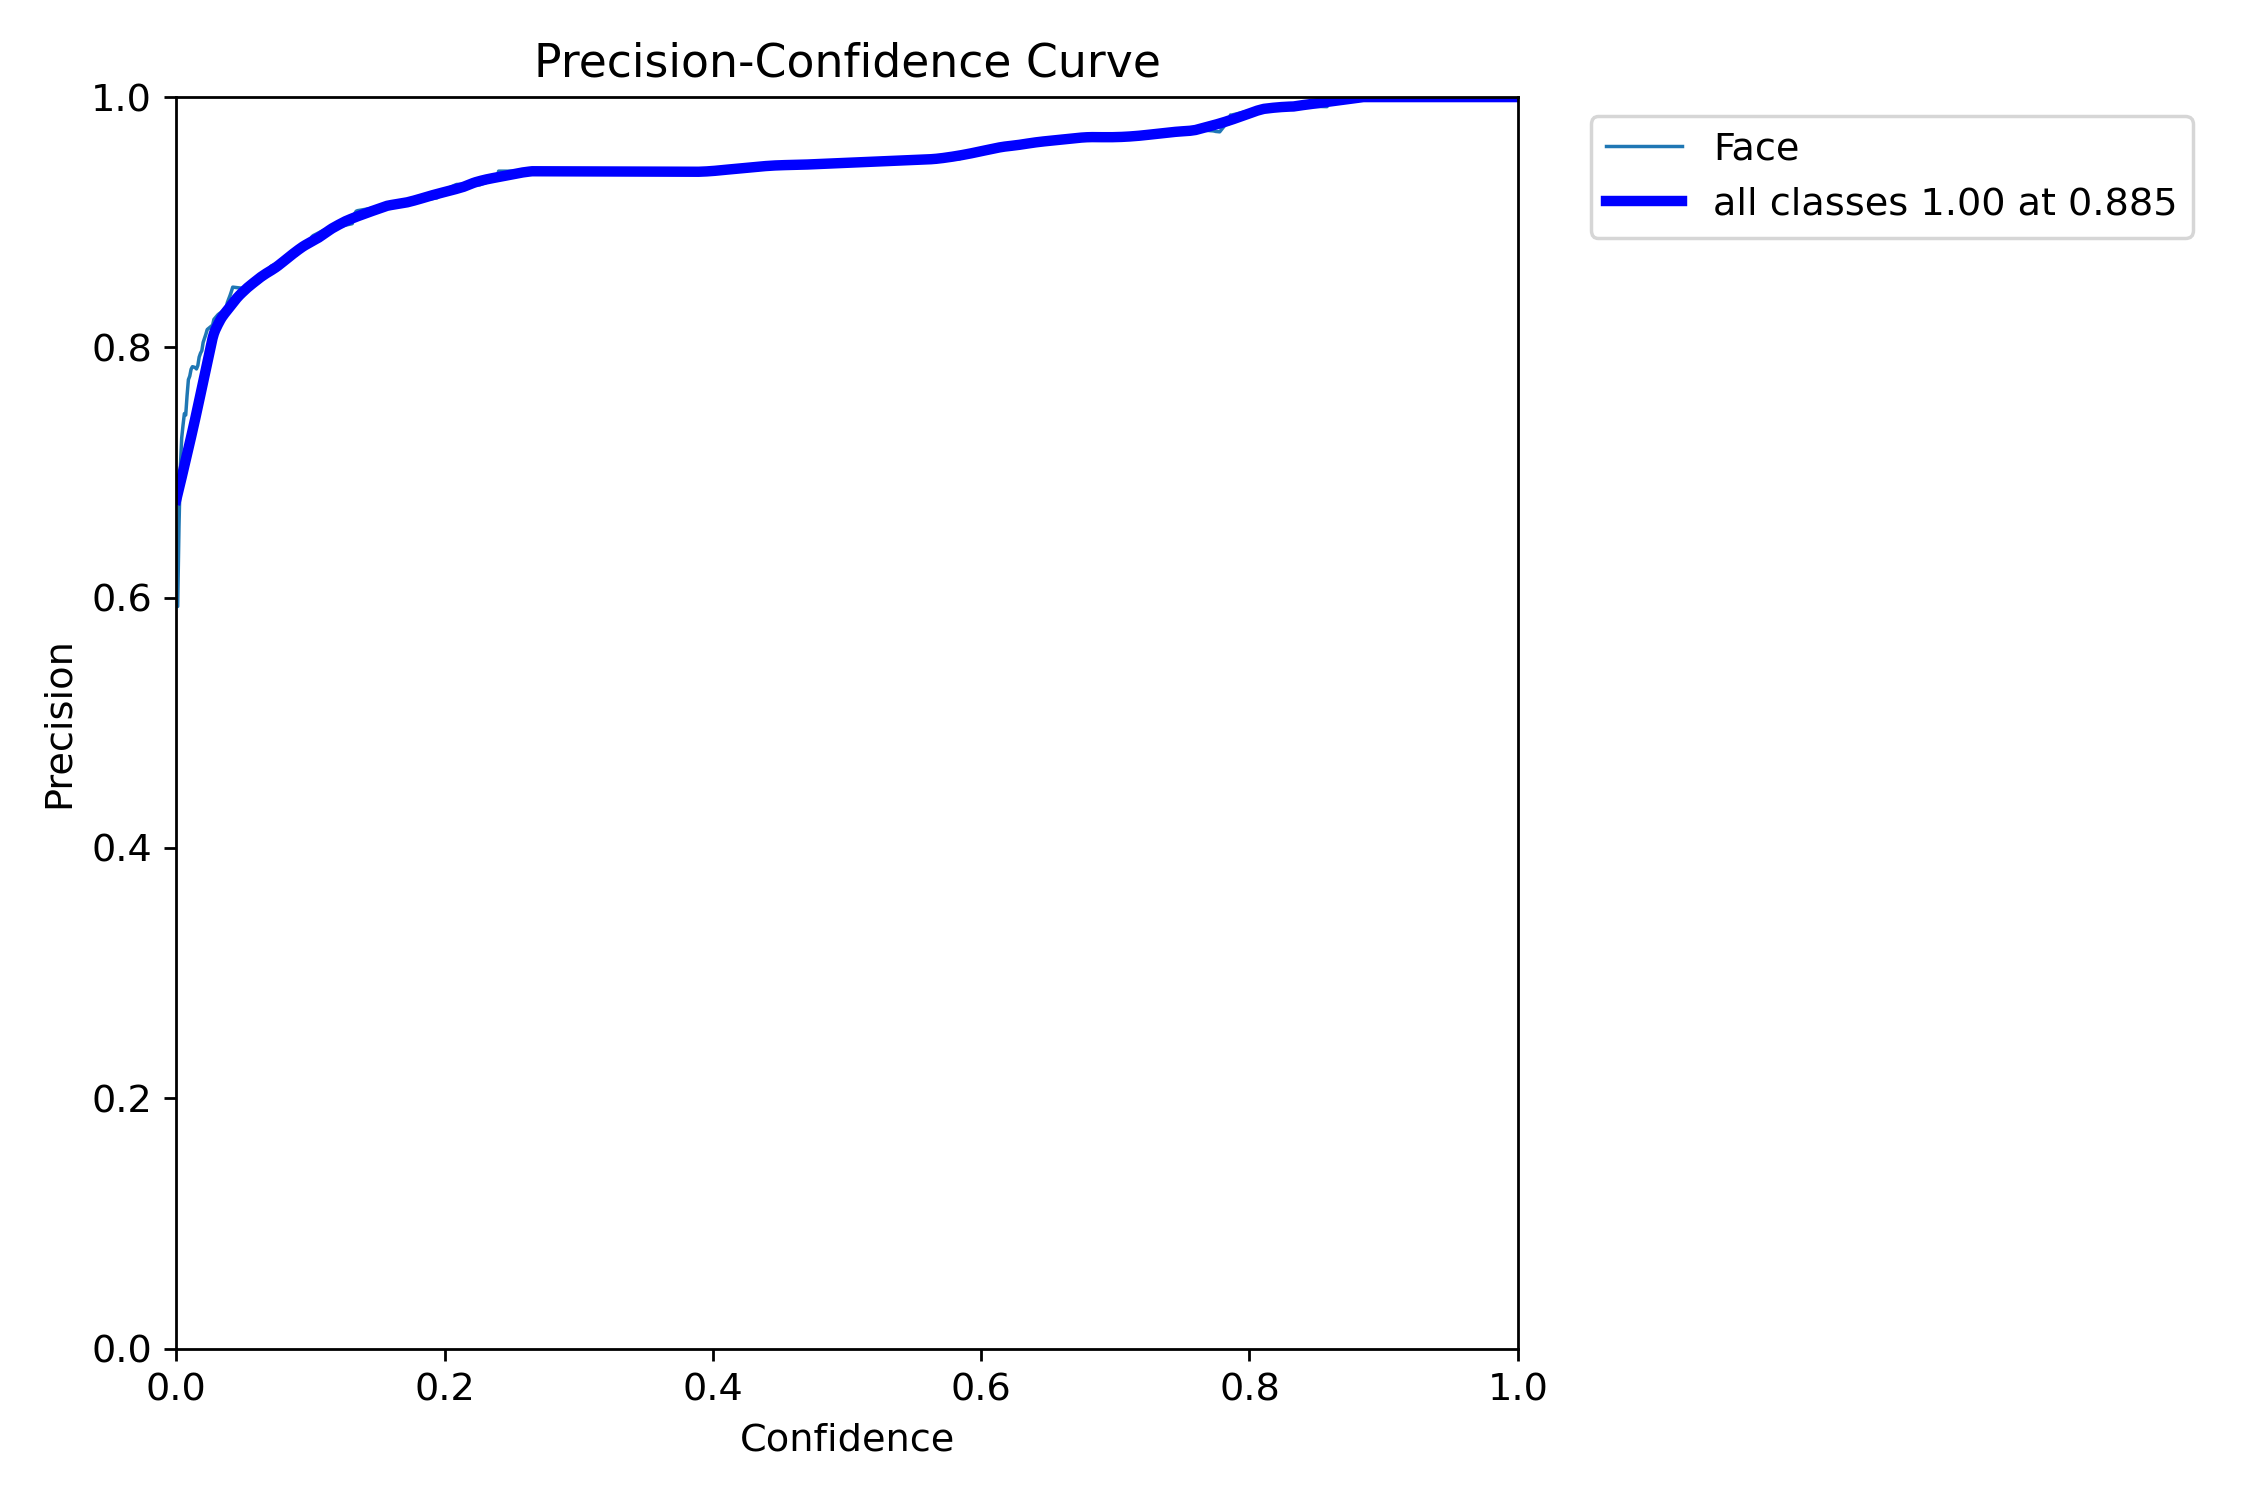 Precision-Confidence Curve
Face
all classes 1.00 at 0.885
1.0
0.8
0.6
0.4
0.2
0.0
Precision
0.0 0.2 0.4 0.6 0.8 1.0
Confidence